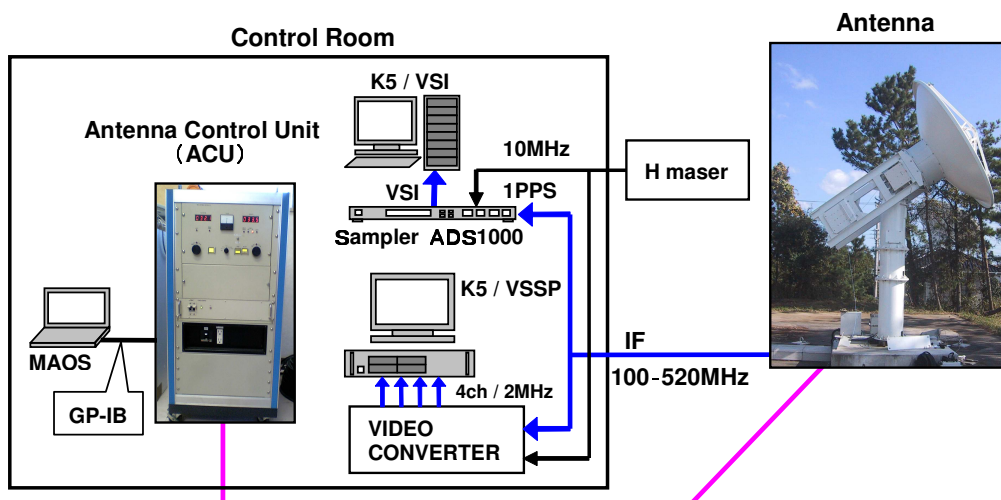 Antenna
Control Room
K5 / VSI
Antenna Control Unit
（ACU）
10MHz
H maser
VSI
1PPS
Sampler ADS1000
K5 / VSSP
MAOS
IF
100-520MHz
GP-IB
4ch / 2MHz
VIDEO
CONVERTER